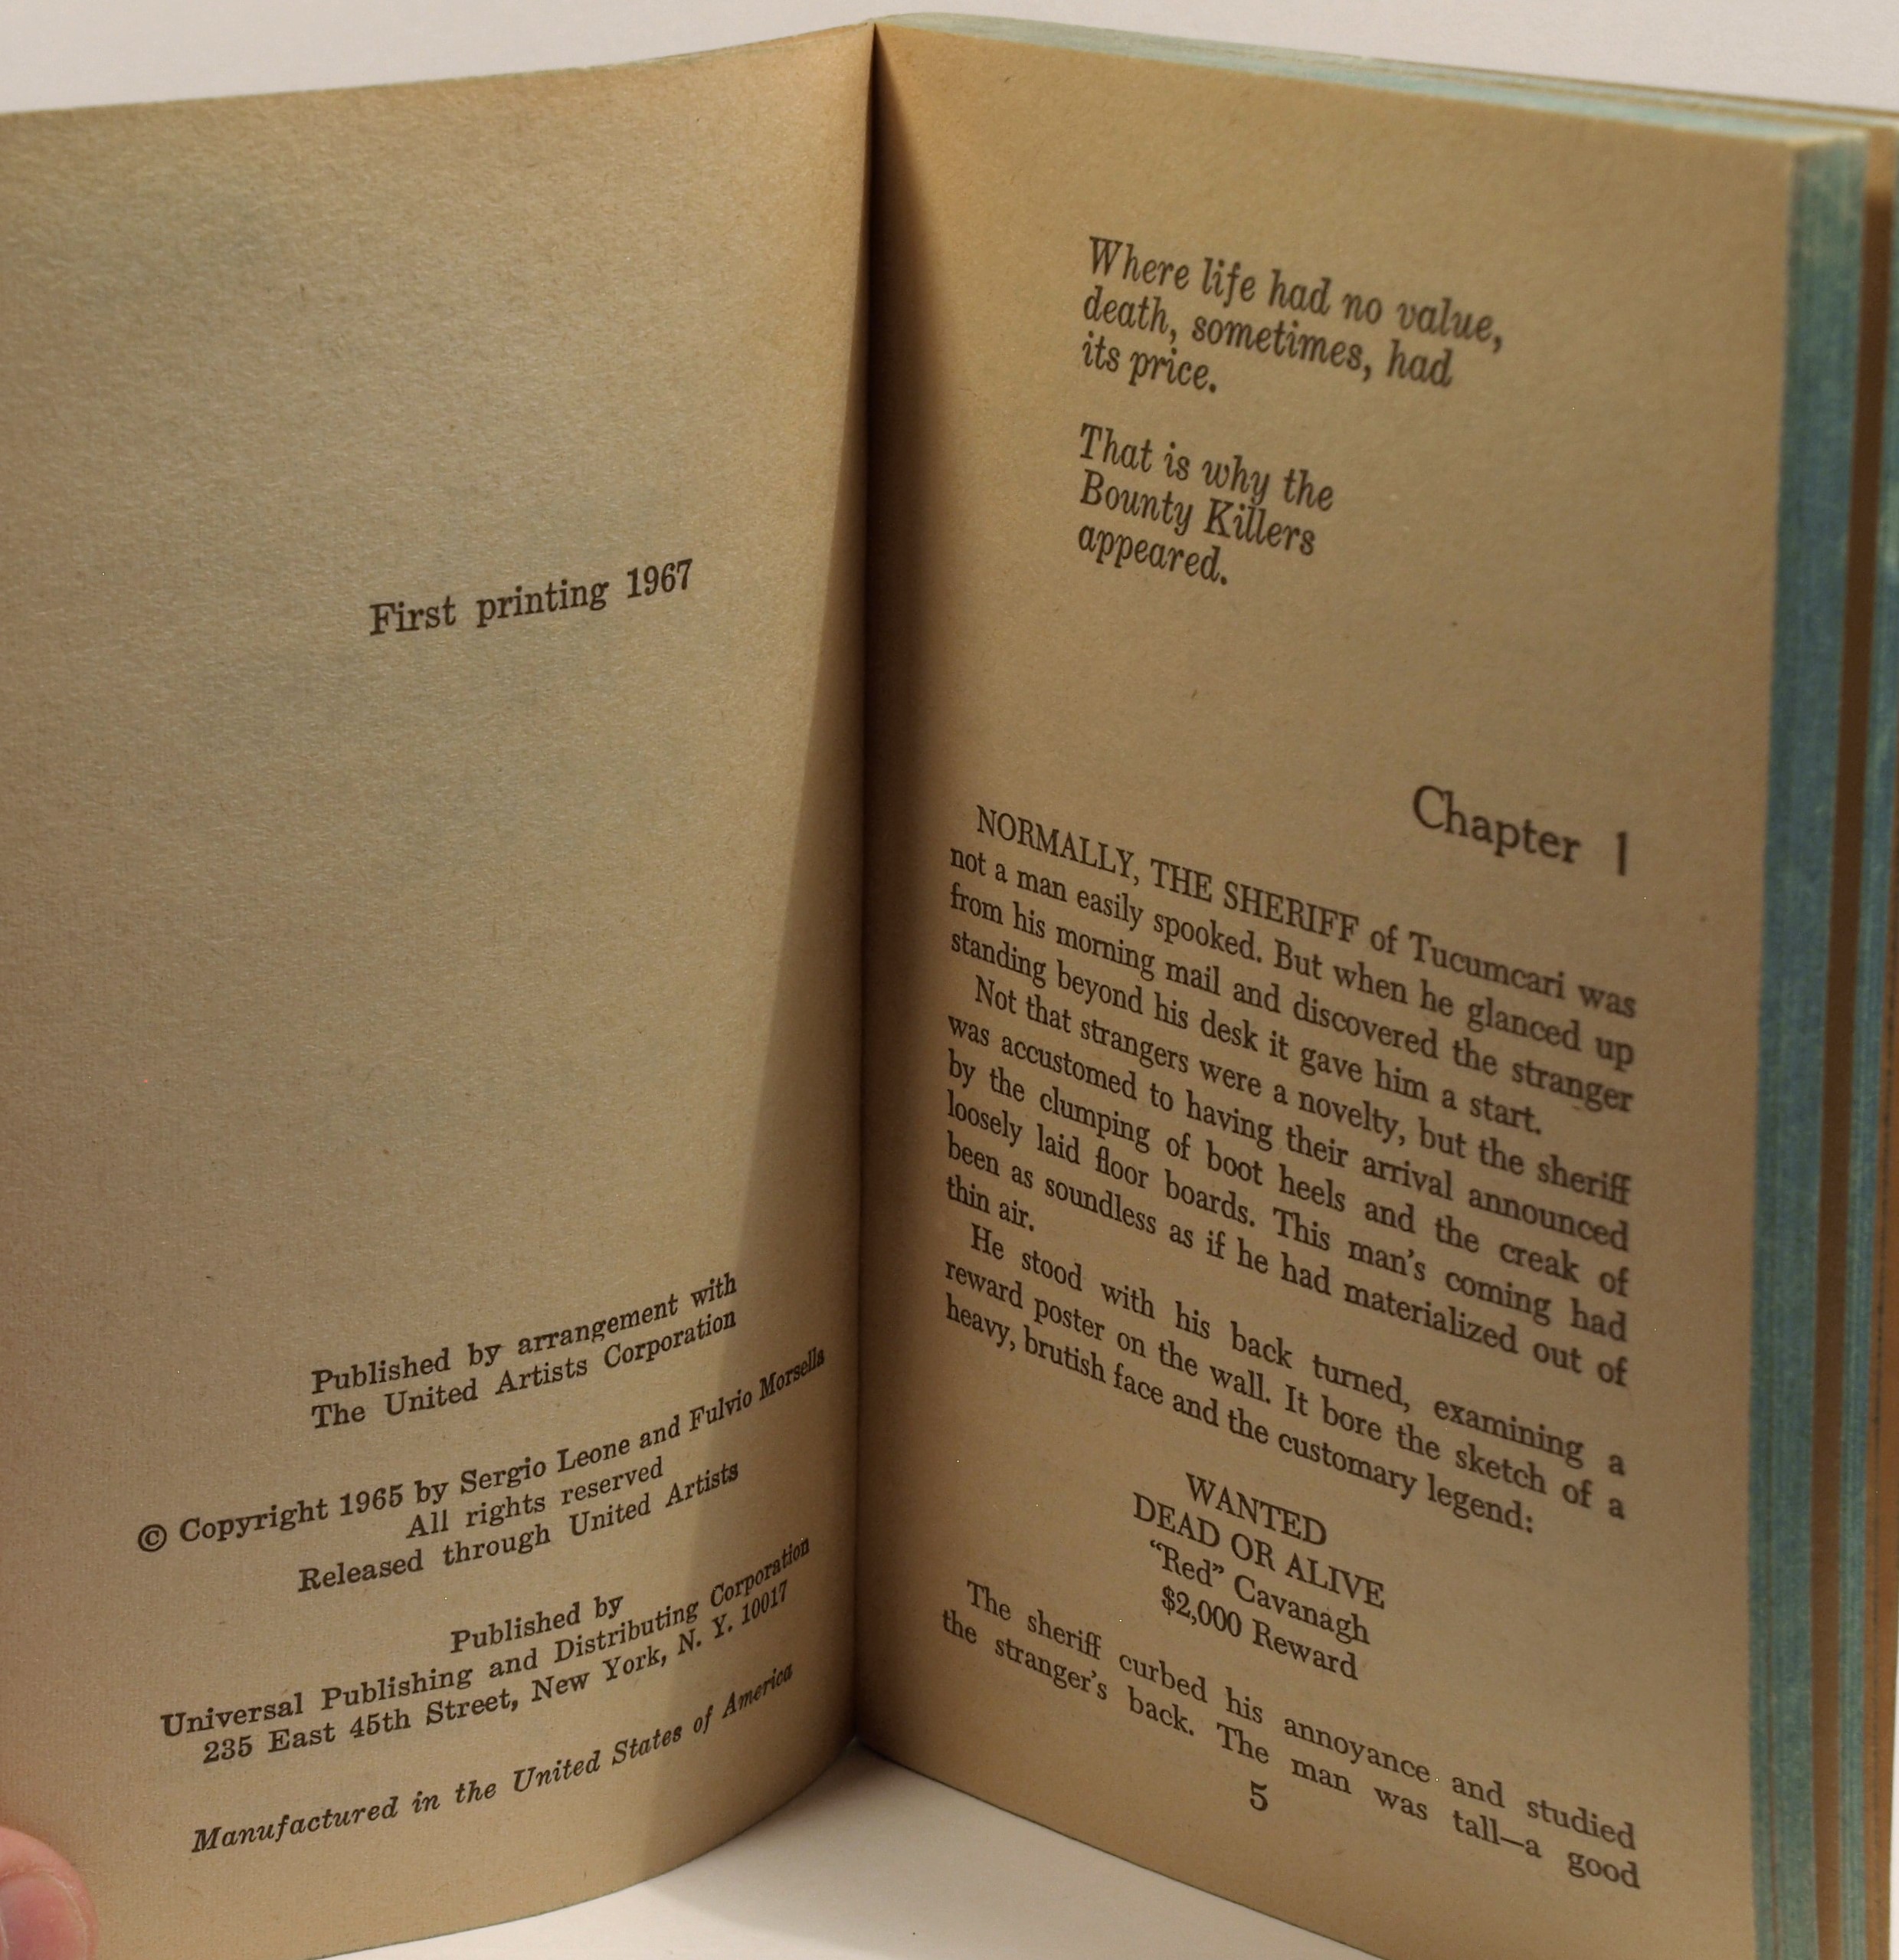 First printing 1967
Published by arrangement with
The United Artists Corporation
© Copyright 1965 by Sergio Leone and Fulvio Morsella
All rights reserved
Released through United Artists
Published by
Universal Publishing and Distributing Corporation
235 East 45th Street, New York, N. Y. 10017
Manufactured in the United States of America
Where life had no value,
death, sometimes, had
its price.
That is why the
Bounty Killers
appeared.
Chapter 1
NORMALLY, THE SHERIFF of Tucumcari was
not a man easily spooked. But when he glanced up
from his morning mail and discovered the stranger
standing beyond his desk it gave him a start.
Not that strangers were a novelty, but the sheriff
was accustomed to having their arrival announced
by the clumping of boot heels and the creak of
loosely laid floor boards. This man's coming had
been as soundless as if he had materialized out of
thin air.
He stood with his back turned, examining a
reward poster on the wall. It bore the sketch of a
heavy, brutish face and the customary legend:
WANTED
DEAD OR ALIVE
"Red" Cavanagh
$2,000 Reward
The sheriff curbed his annoyance and studied
the stranger's back. The man was tall—a good
5